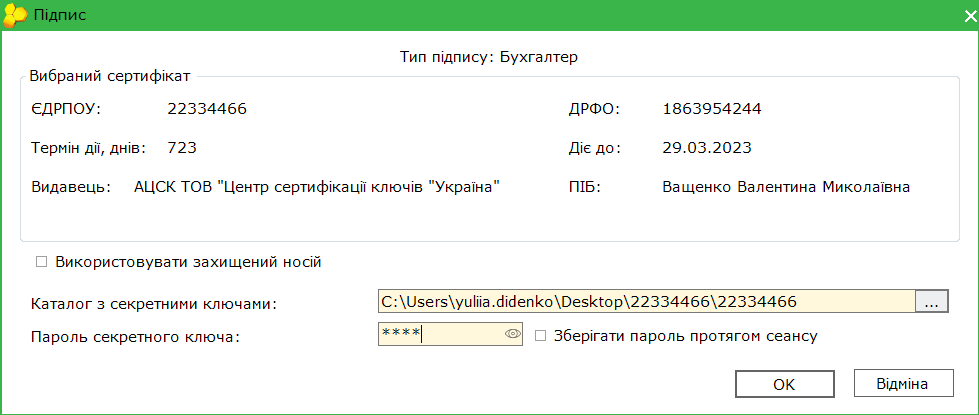 Підпис
Тип підпису: Бухгалтер
Вибраний сертифікат
ЄДРПОУ: 22334466 ДРФО: 1863954244
Термін дії, днів: 723 Діє до: 29.03.2023
Видавець: АЦСК ТОВ "Центр сертифікації ключів "Україна" ПІБ: Ващенко Валентина Миколаївна
Використовувати захищений носій
Каталог з секретними ключами: C:\Users\yuliia.didenko\Desktop\22334466\22334466 ...
Пароль секретного ключа: **** Зберігати пароль протягом сеансу
OK Відміна